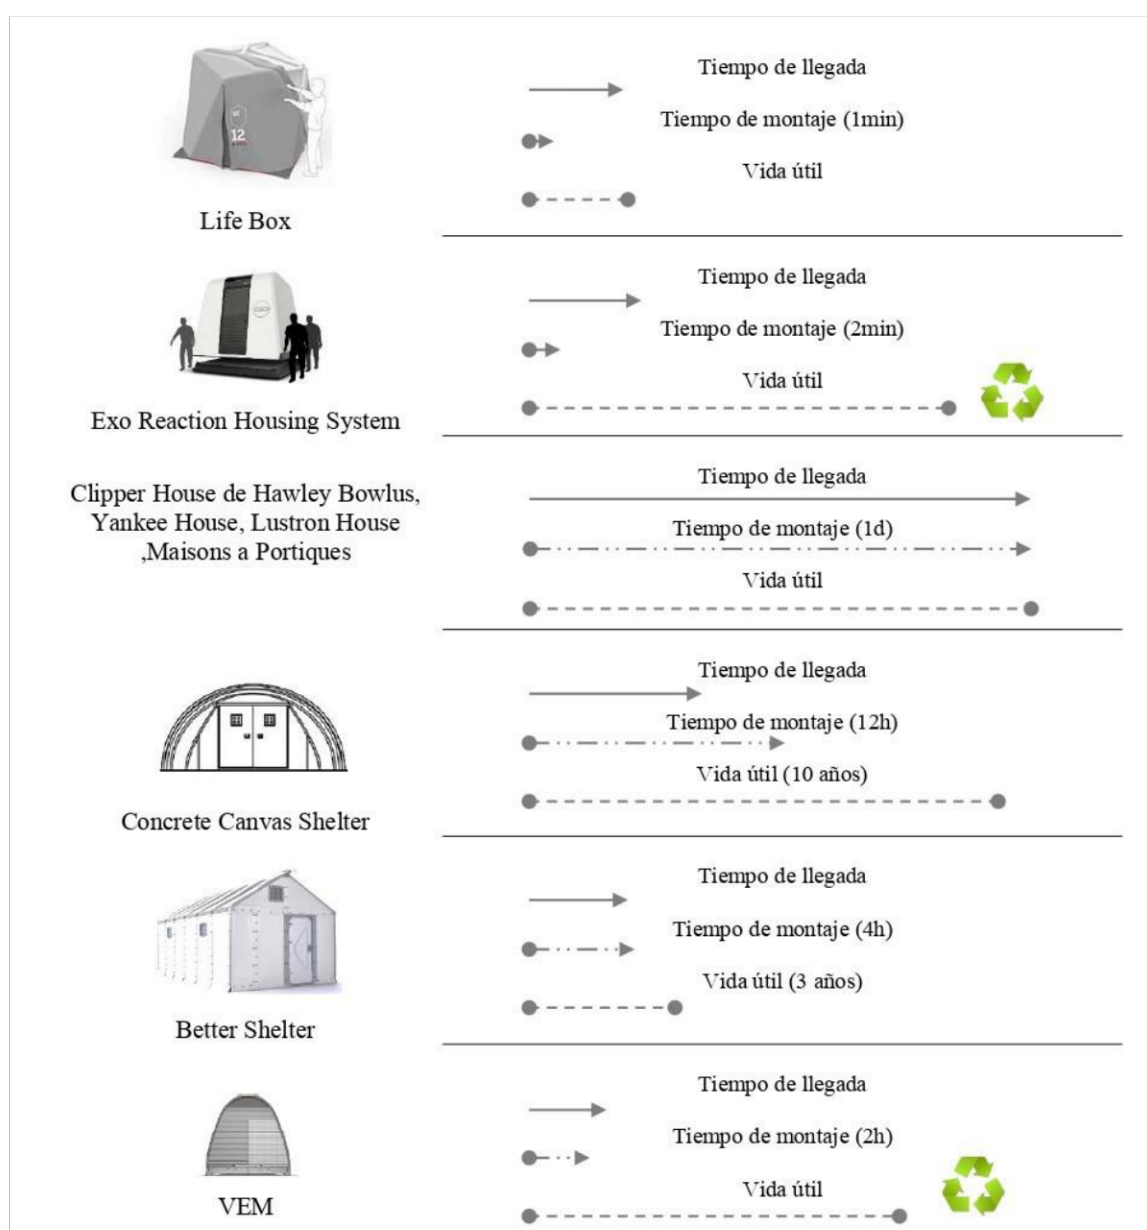 Tiempo de llegada
Tiempo de montaje (1min)
Vida útil
12
Life Box
Tiempo de llegada
Tiempo de montaje (2min)
Vida útil
Exo Reaction Housing System
Clipper House de Hawley Bowlus,
Yankee House, Lustron House
,Maisons a Portiques
Tiempo de llegada
Tiempo de montaje (1d)
Vida útil
Tiempo de llegada
Tiempo de montaje (12h)
Vida útil (10 años)
Concrete Canvas Shelter
Tiempo de llegada
Tiempo de montaje (4h)
Vida útil (3 años)
Better Shelter
Tiempo de llegada
Tiempo de montaje (2h)
Vida útil
VEM